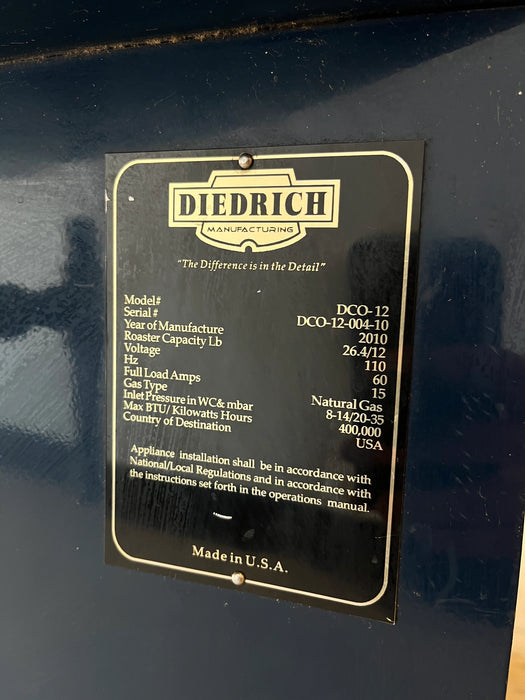 DIEDRICH
MANUFACTURING
"The Difference is in the Detail"
Model# DCO-12
Serial # DCO-12-004-10
Year of Manufacture 2010
Roaster Capacity Lb 26.4/12
Voltage 110
Hz 60
Full Load Amps 15
Gas Type Natural Gas
Inlet Pressure in WC& mbar 8-14/20-35
Max BTU/ Kilowatts Hours 400,000
Country of Destination USA
Appliance installation shall be in accordance with
National/Local Regulations and in accordance with
the instructions set forth in the operations manual.
Made in U.S.A.